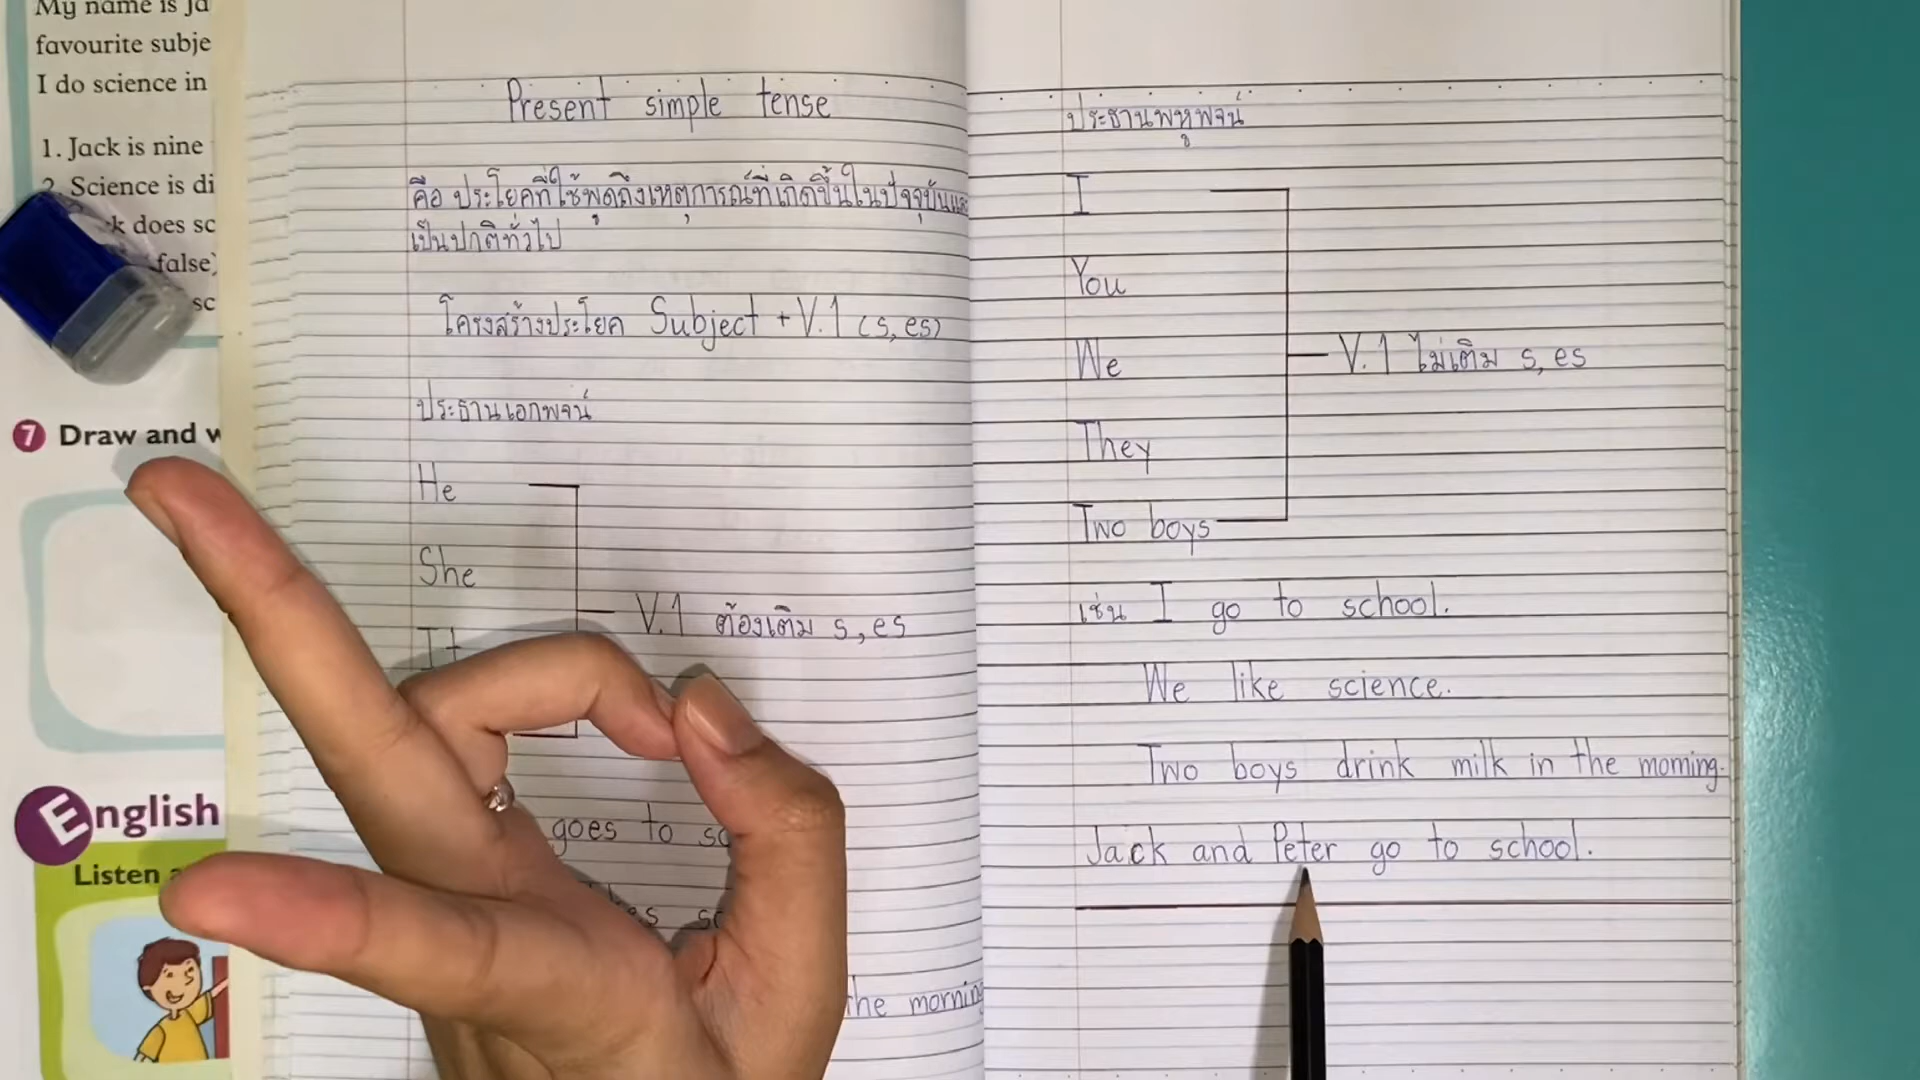 My name is Ja
favourite subje
I do science in
1. Jack is nine
2. Science is di
k does sc
false)
sc
7 Draw and w
English
Listen
Present simple tense
คือ ประโยคที่ใช้พูดถึงเหตุการณ์ที่เกิดขึ้นในปัจจุบันและ
เป็นปกติทั่วไป
โครงสร้างประโยค Subject + V.1 (s, es)
ประธานเอกพจน์
He
She
It
V.1 ต้องเติม s, es
goes to sc
kes sc
the morning
ประธานพหูพจน์
I
You
We
They
Two boys
V.1 ไม่เติม s, es
เช่น I go to school.
We like science.
Two boys drink milk in the morning.
Jack and Peter go to school.